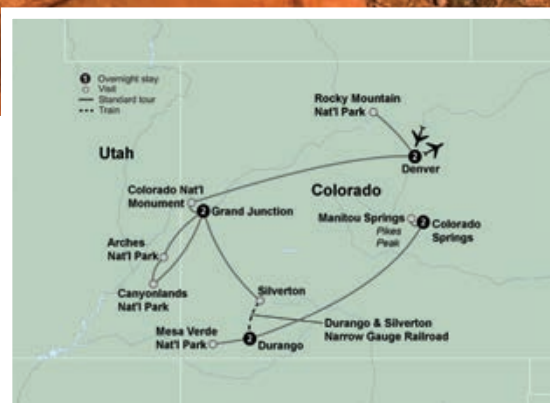 1 Overnight stay
Visit
Standard tour
Train
Rocky Mountain
Nat'l Park
Utah
2
Denver
Colorado Nat'l
Monument
Colorado
2 Grand Junction
Manitou Springs
Pikes
Peak
2 Colorado
Springs
Arches
Nat'l Park
Canyonlands
Nat'l Park
Silverton
Durango & Silverton
Narrow Gauge Railroad
Mesa Verde
Nat'l Park
2 Durango